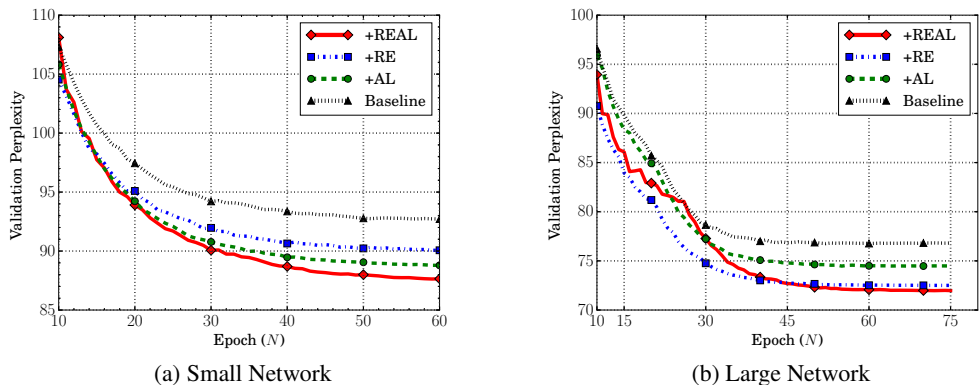 110
105
100
95
90
85
Validation Perplexity
10
20
30
40
50
60
Epoch (N)
+REAL
+RE
+AL
Baseline
(a) Small Network
100
95
90
85
80
75
70
Validation Perplexity
10
15
30
45
60
75
Epoch (N)
+REAL
+RE
+AL
Baseline
(b) Large Network